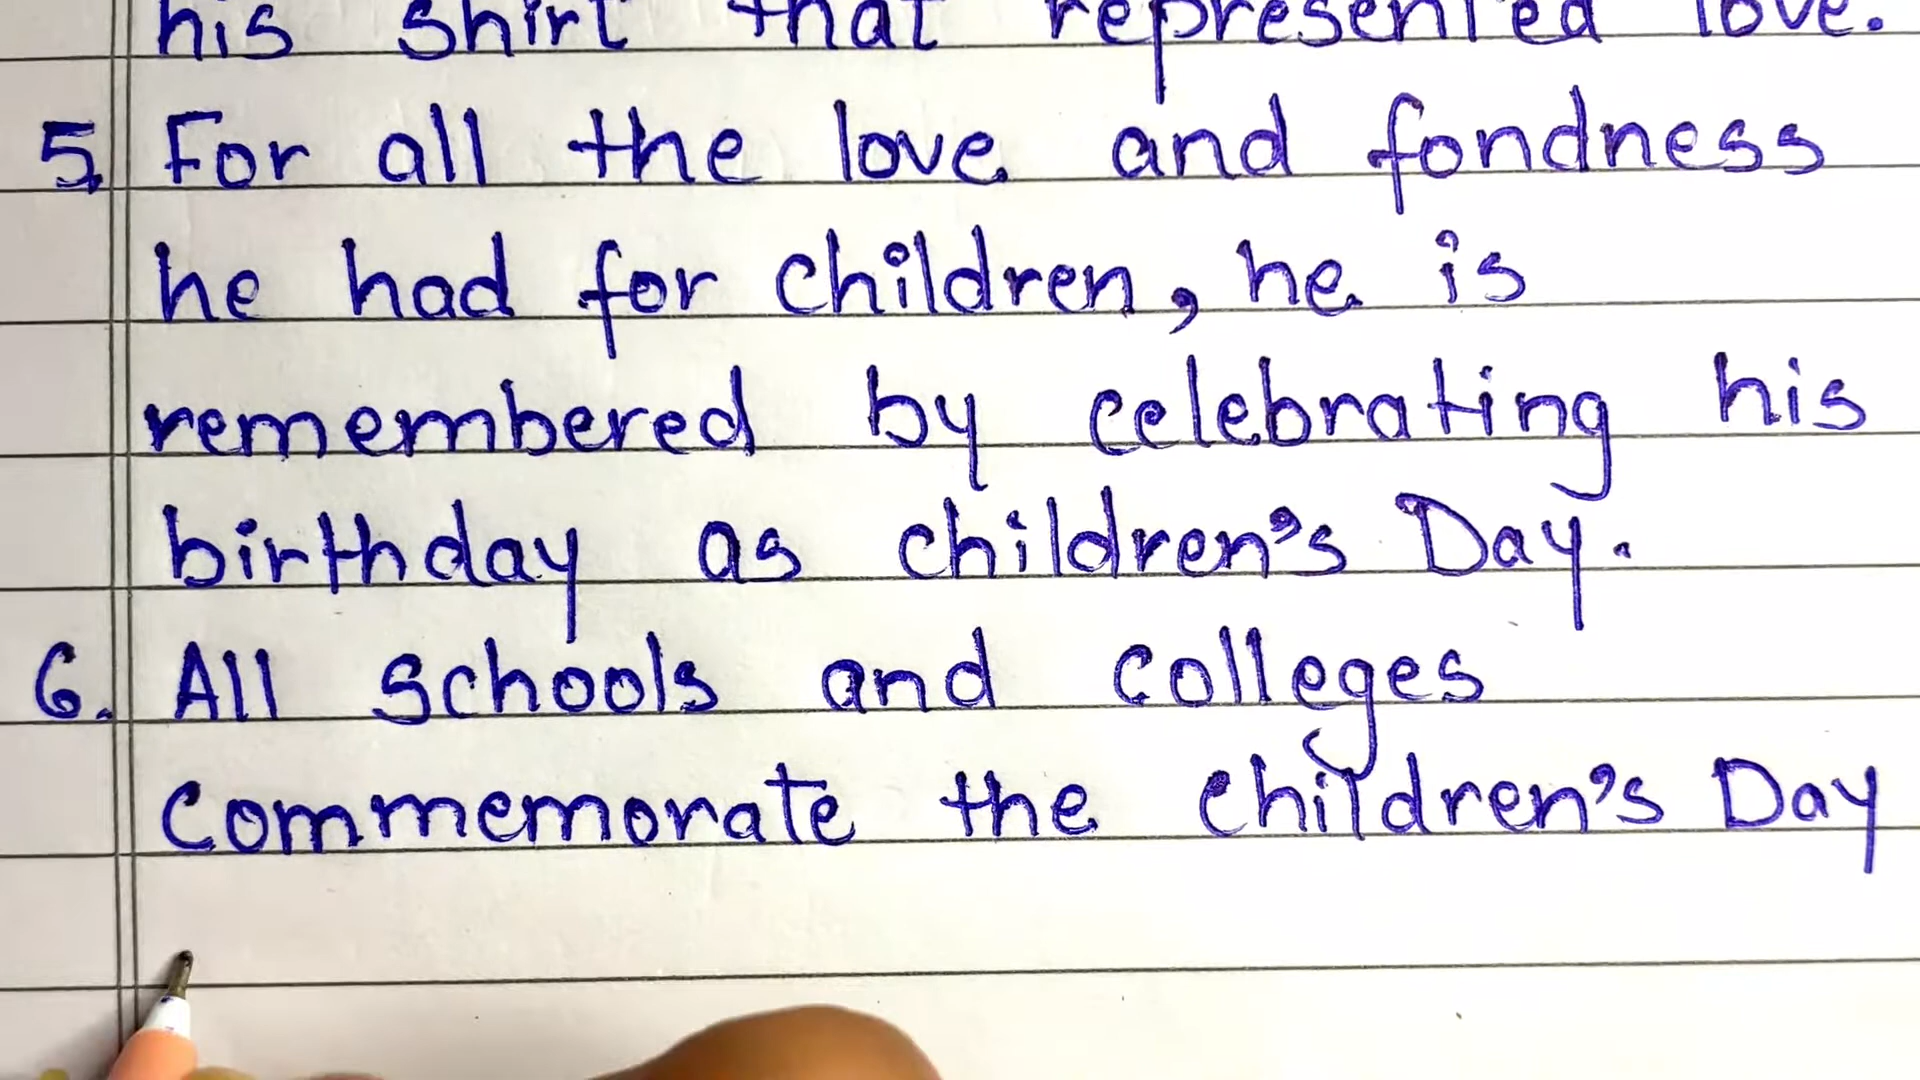 his shirt that represented love.
5. For all the love and fondness
he had for children, he is
remembered by celebrating his
birthday as children's Day.
6. All schools and colleges
commemorate the children's Day